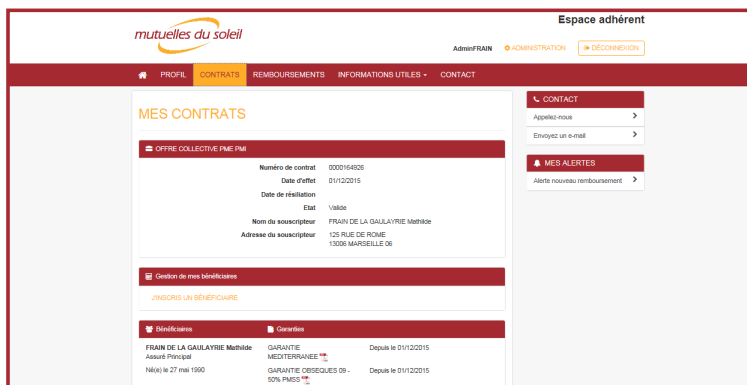 Espace adhérent
mutuelles du soleil
AdminFRAIN ADMINISTRATION DÉCONNEXION
PROFIL CONTRATS REMBOURSEMENTS INFORMATIONS UTILES CONTACT
MES CONTRATS
OFFRE COLLECTIVE PME PMI
Numéro de contrat 0000164926
Date d'effet 01/12/2015
Date de résiliation
Etat Valide
Nom du souscripteur FRAIN DE LA GAULAYRIE Mathilde
Adresse du souscripteur 125 RUE DE ROME
13006 MARSEILLE 06
Gestion de mes bénéficiaires
J'INSCRIS UN BÉNÉFICIAIRE
Bénéficiaires Garanties
FRAIN DE LA GAULAYRIE Mathilde GARANTIE Depuis le 01/12/2015
Assuré Principal MEDITERRANEE
Né(e) le 27 mai 1990 GARANTIE OBSEQUES 09 - Depuis le 01/12/2015
50% PMSS
CONTACT
Appelez-nous
Envoyez un e-mail
MES ALERTES
Alerte nouveau remboursement